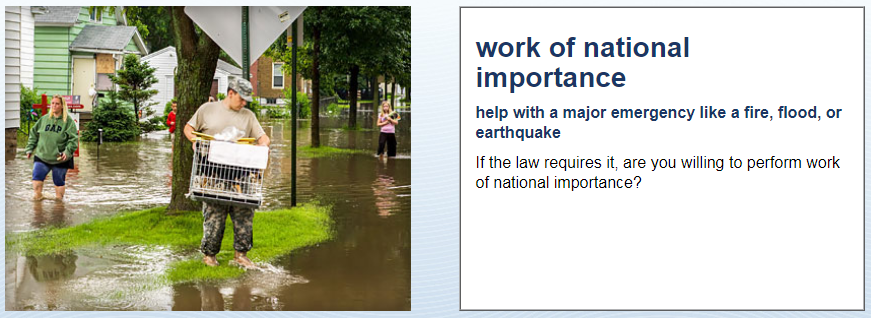 GAP
work of national
importance
help with a major emergency like a fire, flood, or
earthquake
If the law requires it, are you willing to perform work
of national importance?